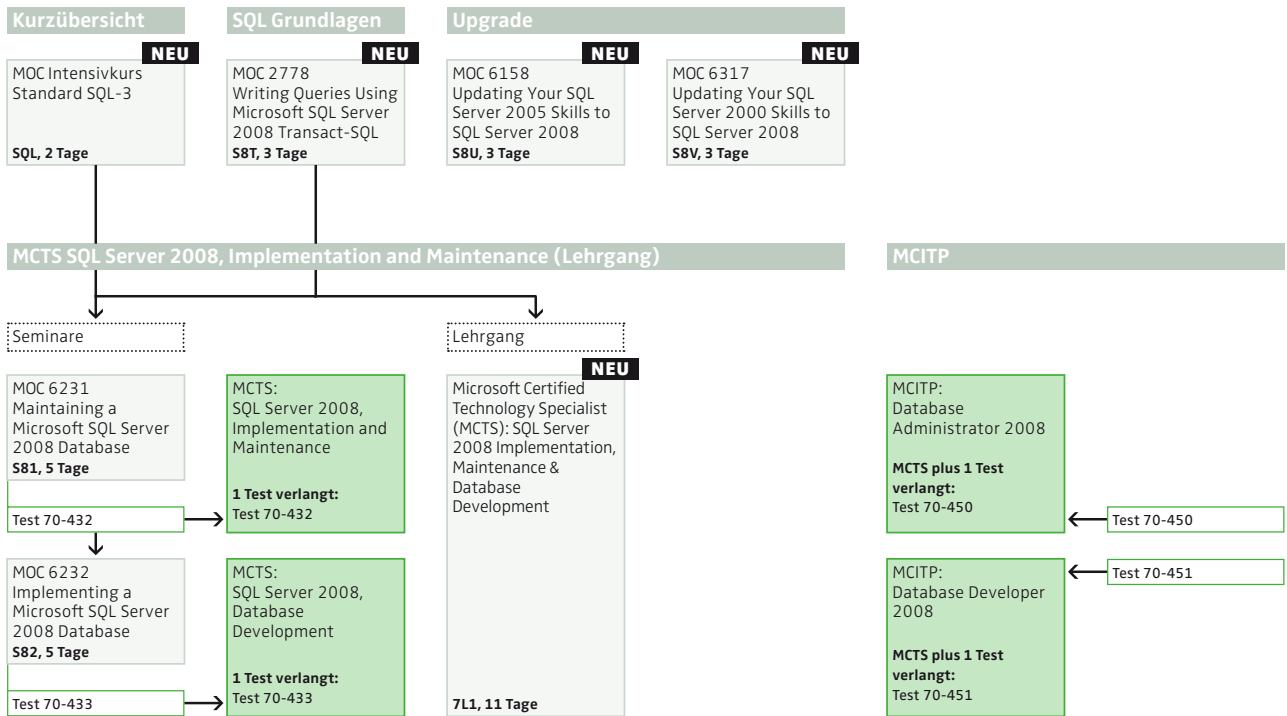 Kurzübersicht
SQL Grundlagen
Upgrade
NEU
MOC Intensivkurs
Standard SQL-3
SQL, 2 Tage
NEU
MOC 2778
Writing Queries Using
Microsoft SQL Server
2008 Transact-SQL
S8T, 3 Tage
NEU
MOC 6158
Updating Your SQL
Server 2005 Skills to
SQL Server 2008
S8U, 3 Tage
NEU
MOC 6317
Updating Your SQL
Server 2000 Skills to
SQL Server 2008
S8V, 3 Tage
MCTS SQL Server 2008, Implementation and Maintenance (Lehrgang)
MCITP
Seminare
Lehrgang
MOC 6231
Maintaining a
Microsoft SQL Server
2008 Database
S81, 5 Tage
Test 70-432
MCTS:
SQL Server 2008,
Implementation and
Maintenance
1 Test verlangt:
Test 70-432
NEU
Microsoft Certified
Technology Specialist
(MCTS): SQL Server
2008 Implementation,
Maintenance &
Database
Development
7L1, 11 Tage
MCITP:
Database
Administrator 2008
MCTS plus 1 Test
verlangt:
Test 70-450
Test 70-450
MOC 6232
Implementing a
Microsoft SQL Server
2008 Database
S82, 5 Tage
Test 70-433
MCTS:
SQL Server 2008,
Database
Development
1 Test verlangt:
Test 70-433
MCITP:
Database Developer
2008
MCTS plus 1 Test
verlangt:
Test 70-451
Test 70-451